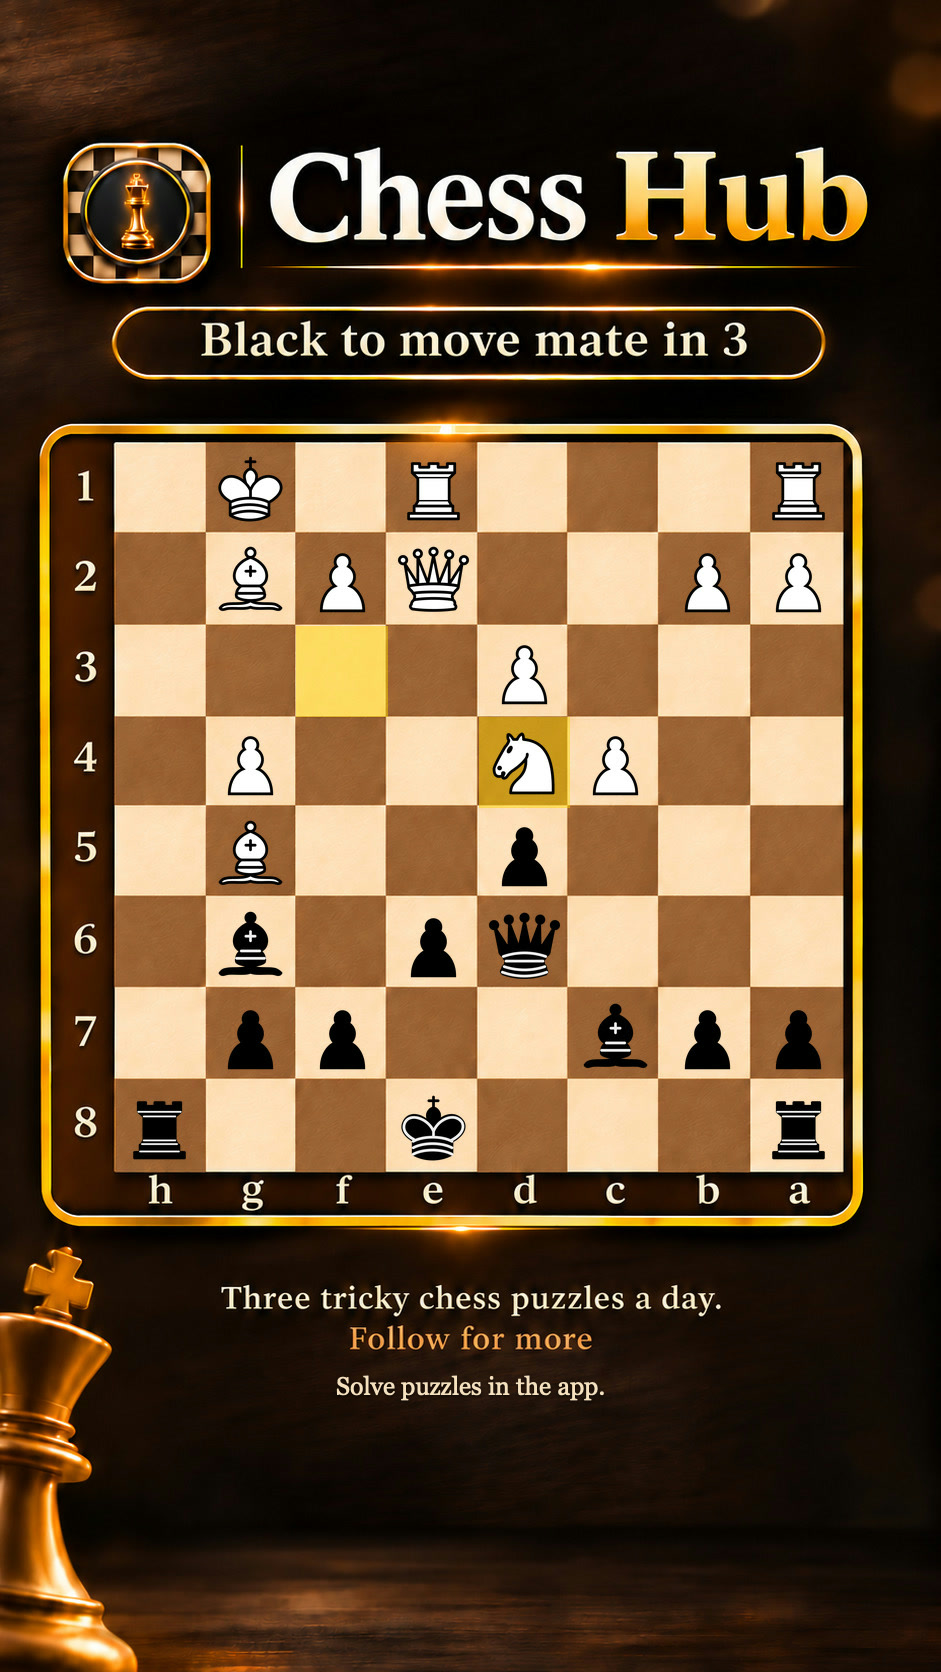 Chess Hub
Black to move mate in 3
1
2
3
4
5
6
7
8
h g f e d c b a
Three tricky chess puzzles a day.
Follow for more
Solve puzzles in the app.